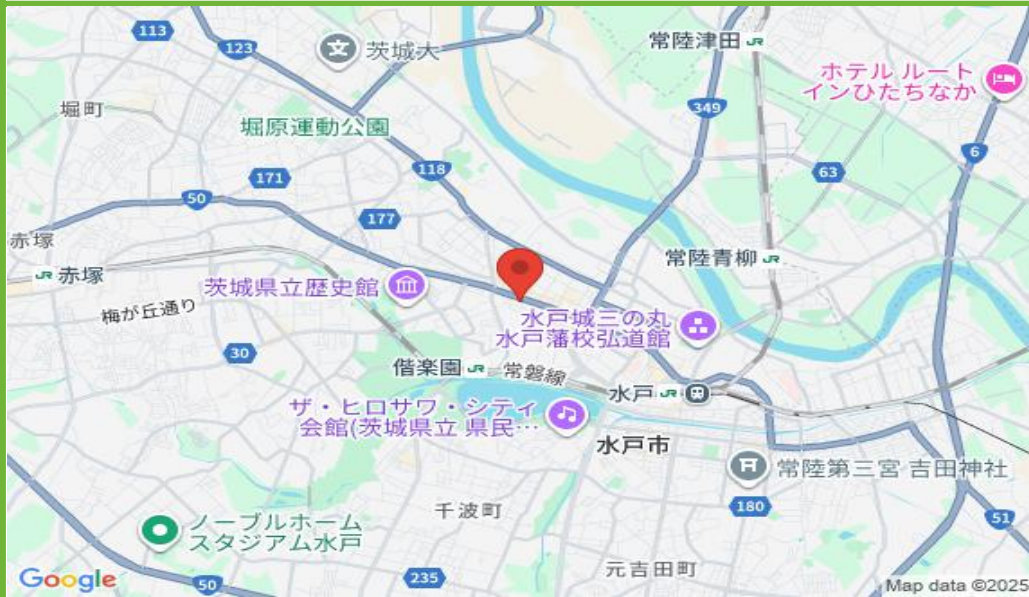 113
123
茨城大
常陸津田 JR
ホテル ルート
インひたちなか
堀町
堀原運動公園
349
6
118
63
171
50
177
赤塚
JR 赤塚
茨城県立歴史館
常陸青柳 JR
梅が丘通り
水戸城三の丸
水戸藩校弘道館
30
偕楽園 JR
常磐線
水戸 JR
ザ・ヒロサワ・シティ
会館(茨城県立 県民…
水戸市
常陸第三宮 吉田神社
千波町
180
51
ノーブルホーム
スタジアム水戸
元吉田町
235
50
Google
Map data ©2025